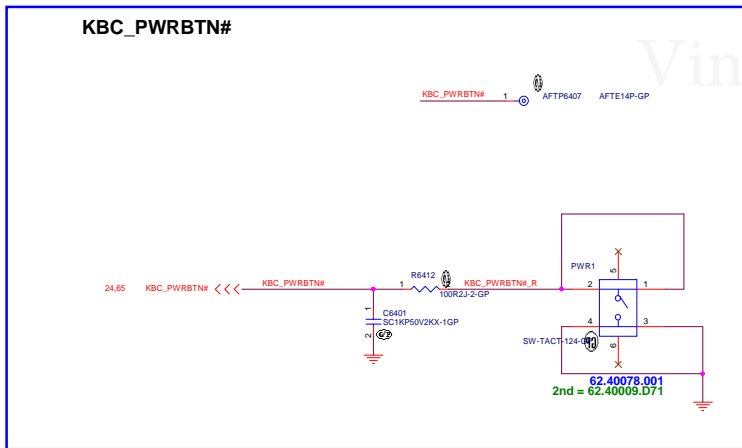 KBC_PWRBTN#
Vin
KBC_PWRBTN# 1 AFTP6407 AFTE14P-GP
24,65 KBC_PWRBTN# KBC_PWRBTN# 1 R6412 KBC_PWRBTN#_R
100R2J-2-GP
1 C6401
SC1KP50V2KX-1GP
2
PWR1
5
2 1
4 3
6
SW-TACT-124-
62.40078.001
2nd = 62.40009.D71